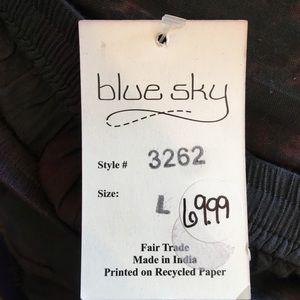 blue sky
Style # 3262
Size: L 69.99
Fair Trade
Made in India
Printed on Recycled Paper